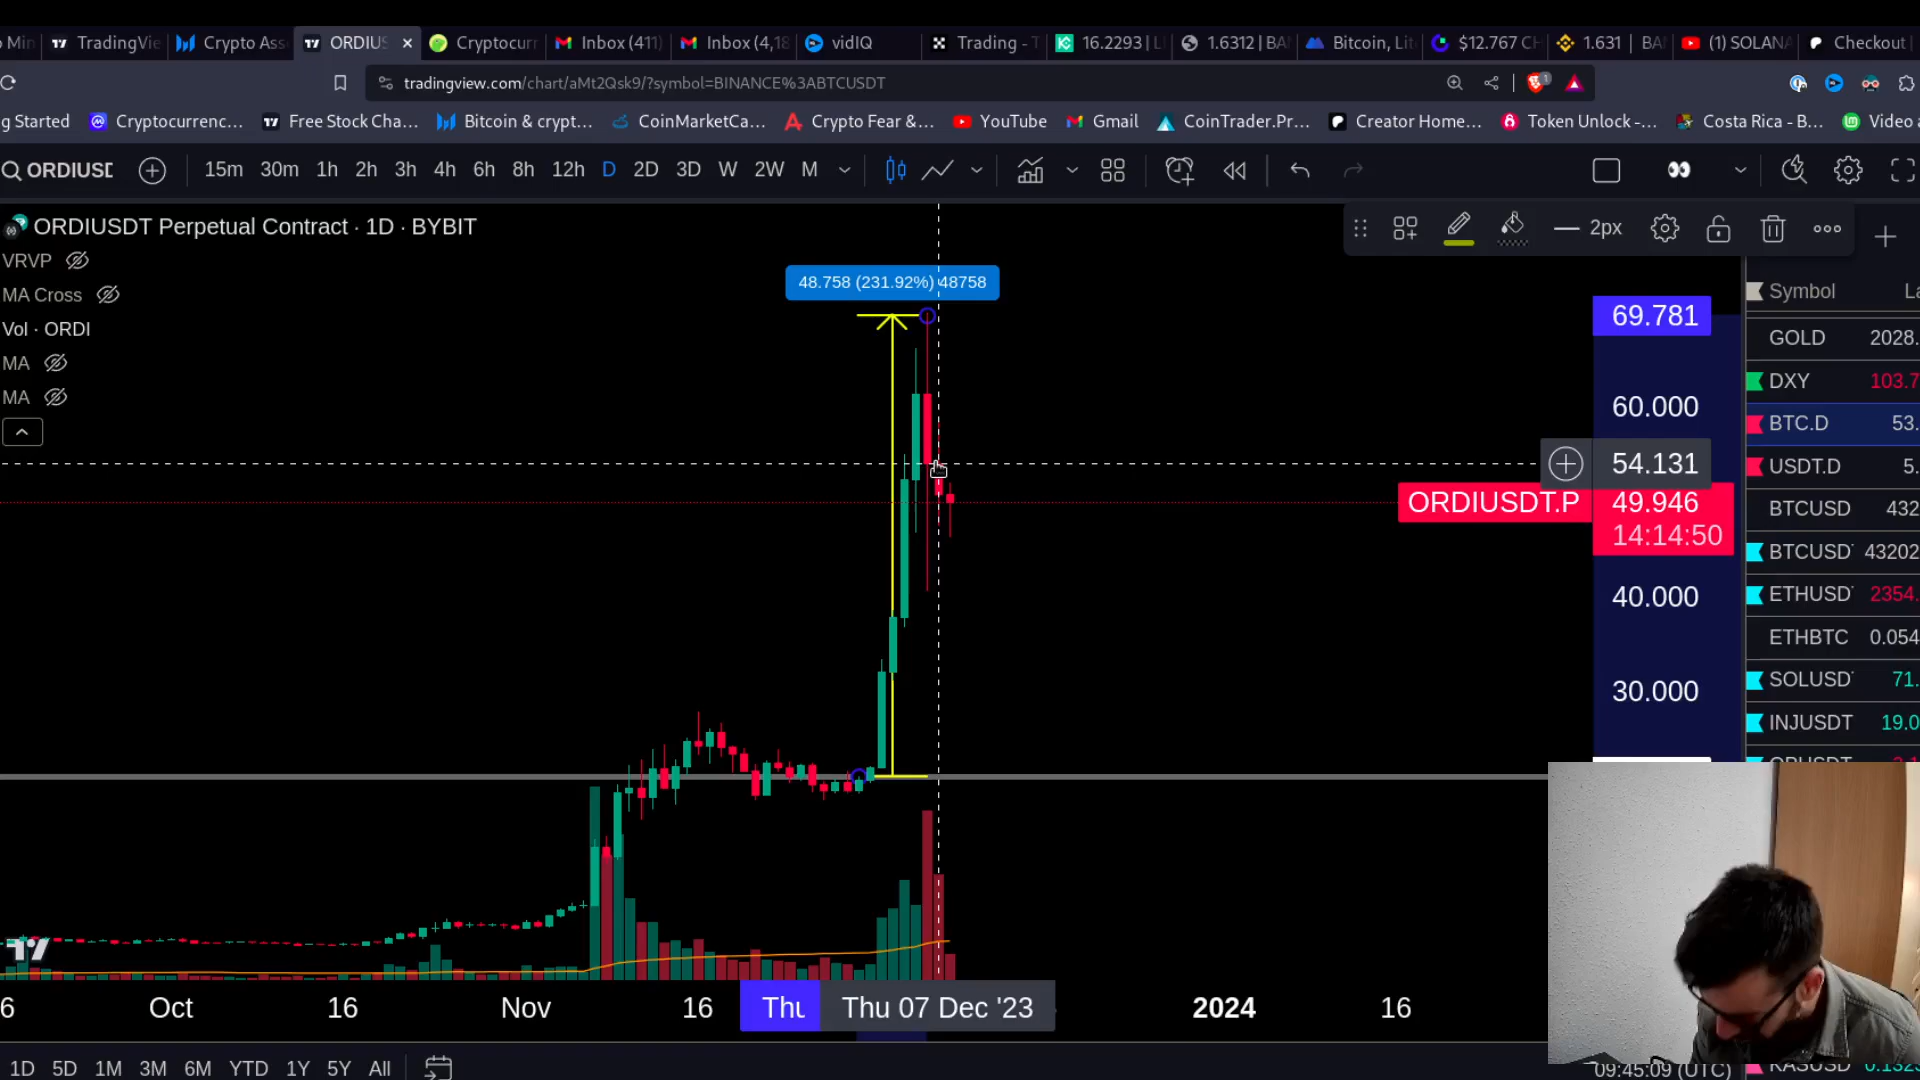 Min TradingVie Crypto Ass ORDIUS Cryptocurr Inbox (411) Inbox (4,18 vidIQ Trading - T 16.2293 | L 1.6312 | BA Bitcoin, Lit $12.767 CH 1.631 | BA (1) SOLANA Checkout |
tradingview.com/chart/aMt2Qsk9/?symbol=BINANCE%3ABTCUSDT 1
g Started Cryptocurrenc... Free Stock Cha... Bitcoin & crypt... CoinMarketCa... Crypto Fear &... YouTube Gmail CoinTrader.Pr... Creator Home... Token Unlock -... Costa Rica - B... Video a
ORDIUSD 15m 30m 1h 2h 3h 4h 6h 8h 12h D 2D 3D W 2W M
ORDIUSDT Perpetual Contract · 1D · BYBIT
2px
VRVP
MA Cross
Vol · ORDI
MA
MA
48.758 (231.92%) 48758
69.781
60.000
54.131
ORDIUSDT.P 49.946
14:14:50
40.000
30.000
Symbol La
GOLD 2028.
DXY 103.7
BTC.D 53.
USDT.D 5.
BTCUSD 432
BTCUSD 43202
ETHUSD 2354.
ETHBTC 0.054
SOLUSD 71.
INJUSDT 19.0
6 Oct 16 Nov 16 Thu Thu 07 Dec '23 2024 16
1D 5D 1M 3M 6M YTD 1Y 5Y All
09:45:09 (UTC)
KASUSD 0.132